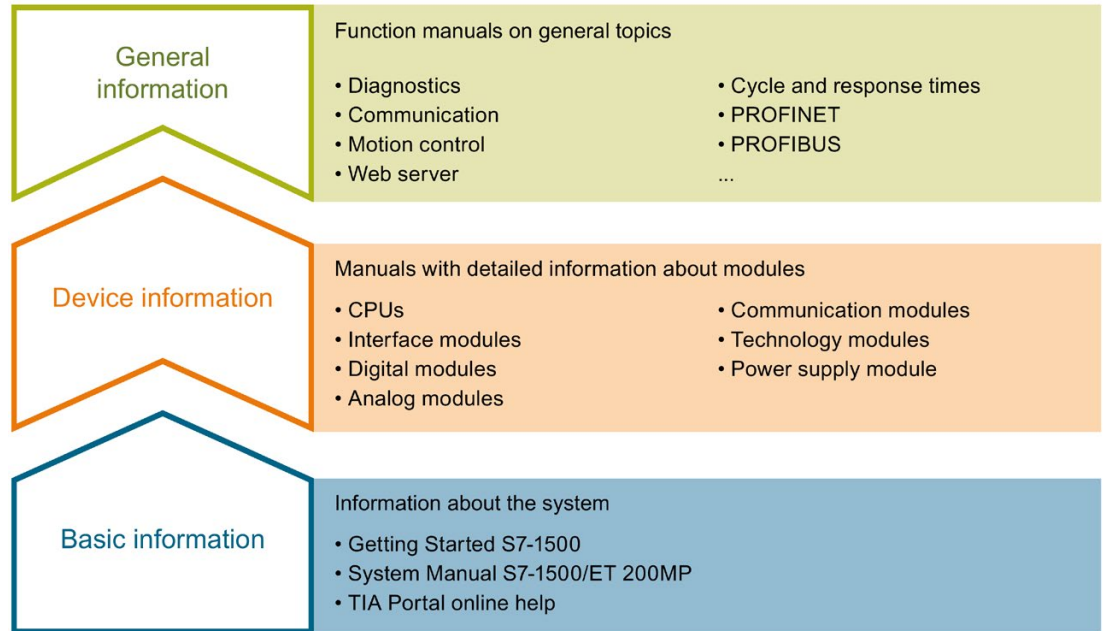 General
information
Function manuals on general topics
• Diagnostics
• Communication
• Motion control
• Web server
• Cycle and response times
• PROFINET
• PROFIBUS
...
Device information
Manuals with detailed information about modules
• CPUs
• Interface modules
• Digital modules
• Analog modules
• Communication modules
• Technology modules
• Power supply module
Basic information
Information about the system
• Getting Started S7-1500
• System Manual S7-1500/ET 200MP
• TIA Portal online help